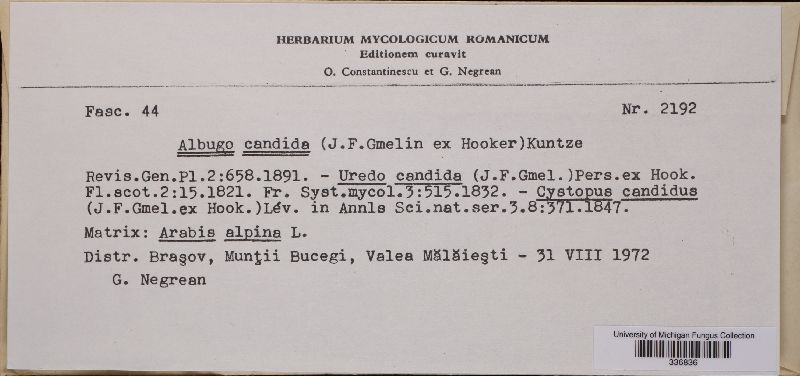 HERBARIUM MYCOLOGICUM ROMANICUM
Editionem curavit
O. Constantinescu et G. Negrean
Fasc. 44
Nr. 2192
Albugo candida (J.F.Gmelin ex Hooker)Kuntze
Revis.Gen.Pl.2:658.1891. - Uredo candida (J.F.Gmel.)Pers.ex Hook.
Fl.scot.2:15.1821. Fr. Syst.mycol.3:515.1832. - Cystopus candidus
(J.F.Gmel.ex Hook.)Lév. in Annls Sci.nat.ser.3.8:371.1847.
Matrix: Arabis alpina L.
Distr. Braşov, Munţii Bucegi, Valea Mălăieşti - 31 VIII 1972
G. Negrean
University of Michigan Fungus Collection
336836